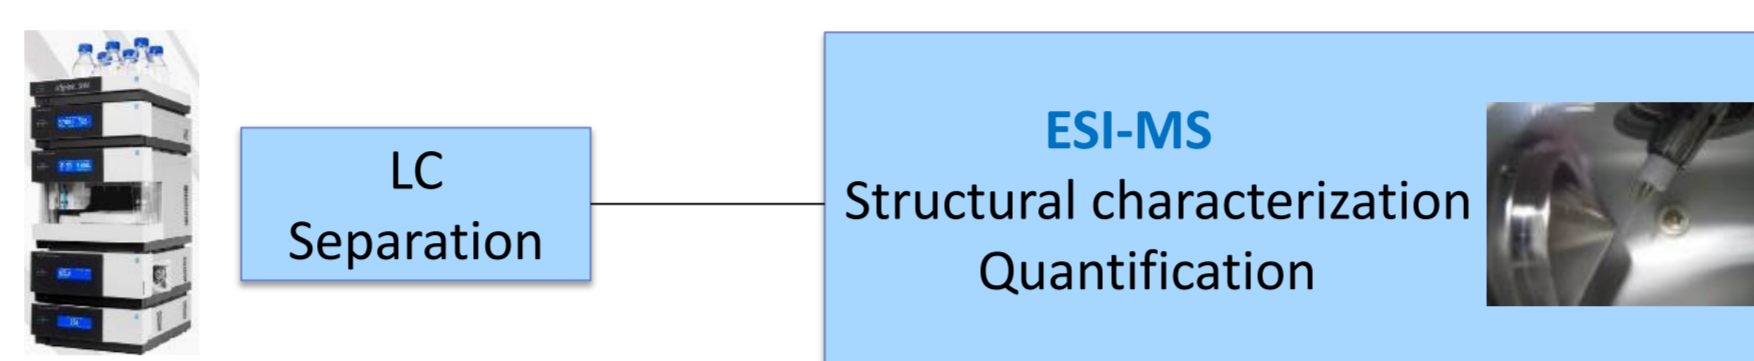 LC
Separation
ESI-MS
Structural characterization
Quantification